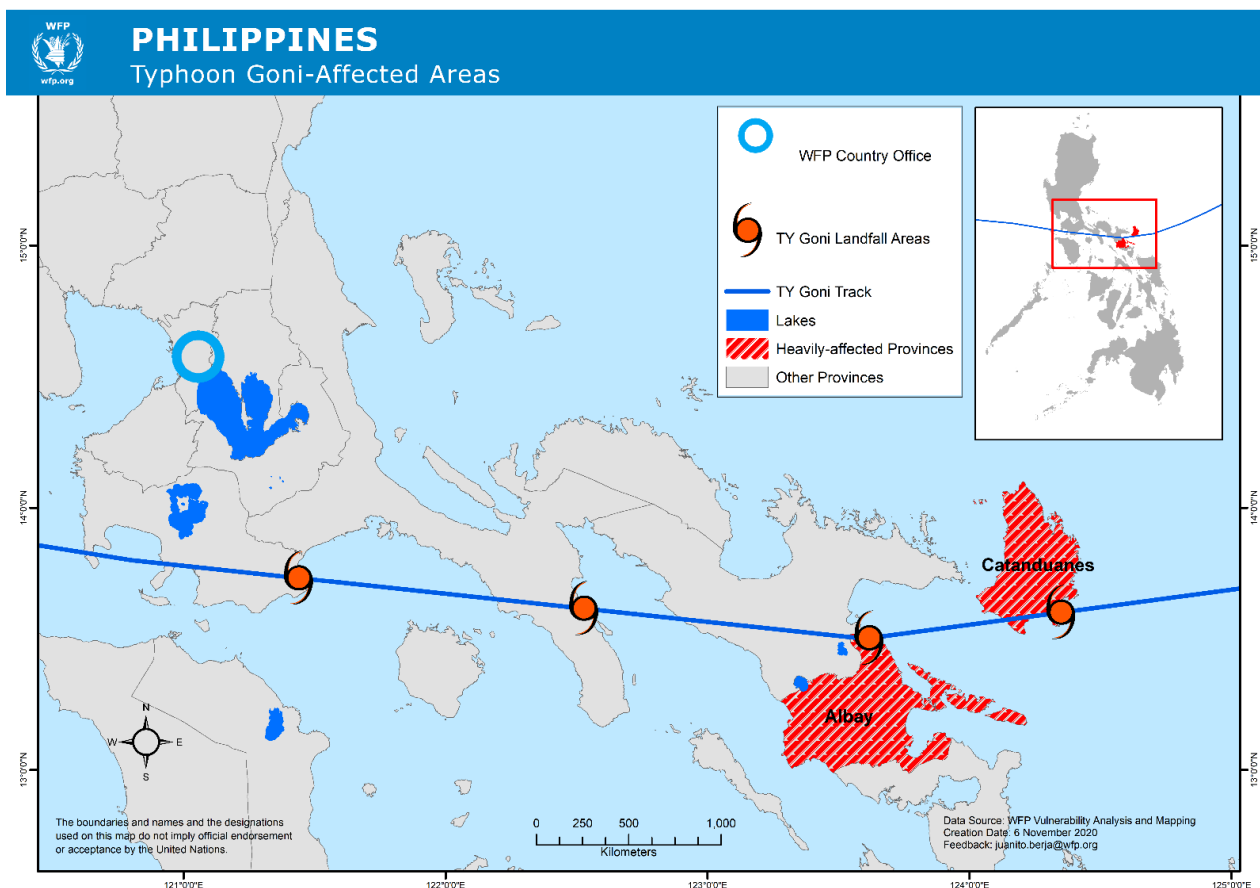 WFP
wfp.org
PHILIPPINES
Typhoon Goni-Affected Areas
WFP Country Office
TY Goni Landfall Areas
TY Goni Track
Lakes
Heavily-affected Provinces
Other Provinces
15°0'0"N
15°0'0"N
14°0'0"N
14°0'0"N
Catanduanes
Albay
N
W E
S
13°0'0"N
13°0'0"N
The boundaries and names and the designations
used on this map do not imply official endorsement
or acceptance by the United Nations.
0 250 500 1,000
Kilometers
Data Source: WFP Vulnerability Analysis and Mapping
Creation Date: 6 November 2020
Feedback: juanito.berja@wfp.org
121°0'0"E 122°0'0"E 123°0'0"E 124°0'0"E 125°0'0"E